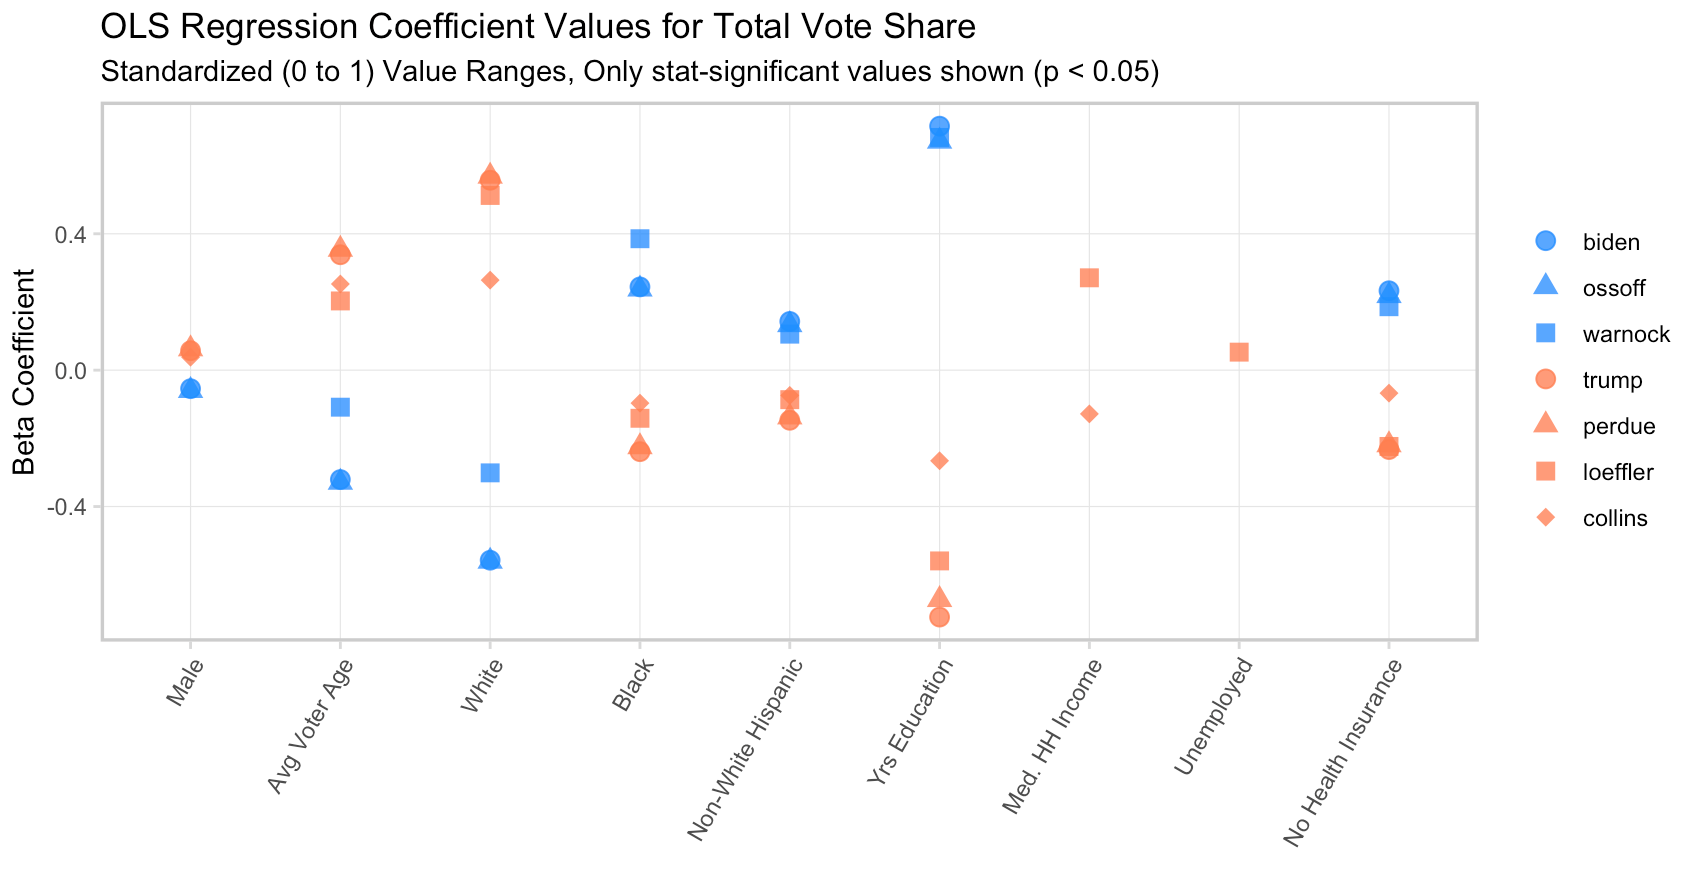 OLS Regression Coefficient Values for Total Vote Share
Standardized (0 to 1) Value Ranges, Only stat-significant values shown (p < 0.05)
Beta Coefficient
0.4
0.0
-0.4
Male
Avg Voter Age
White
Black
Non-White Hispanic
Yrs Education
Med. HH Income
Unemployed
No Health Insurance
biden
ossoff
warnock
trump
perdue
loeffler
collins